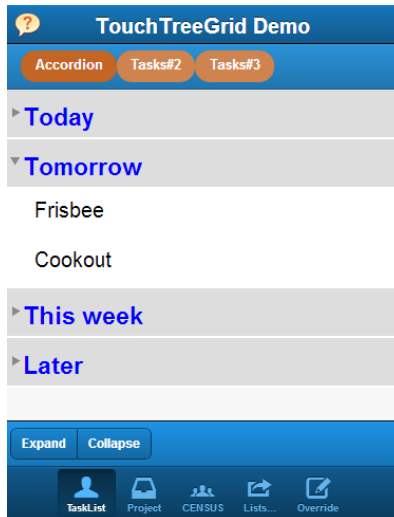 ? TouchTreeGrid Demo
Accordion Tasks#2 Tasks#3
Today
Tomorrow
Frisbee
Cookout
This week
Later
Expand Collapse
TaskList Project CENSUS Lists... Override